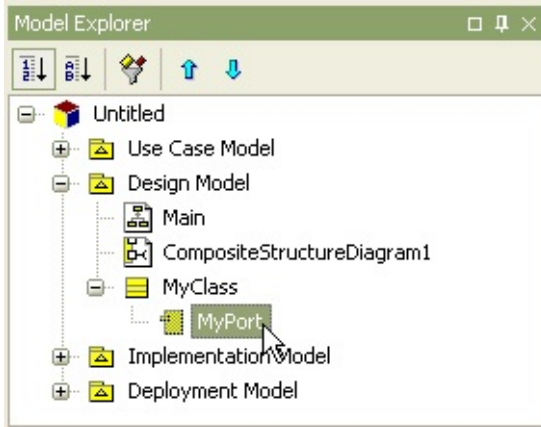 Model Explorer
Untitled
Use Case Model
Design Model
Main
CompositeStructureDiagram1
MyClass
MyPort
Implementation Model
Deployment Model